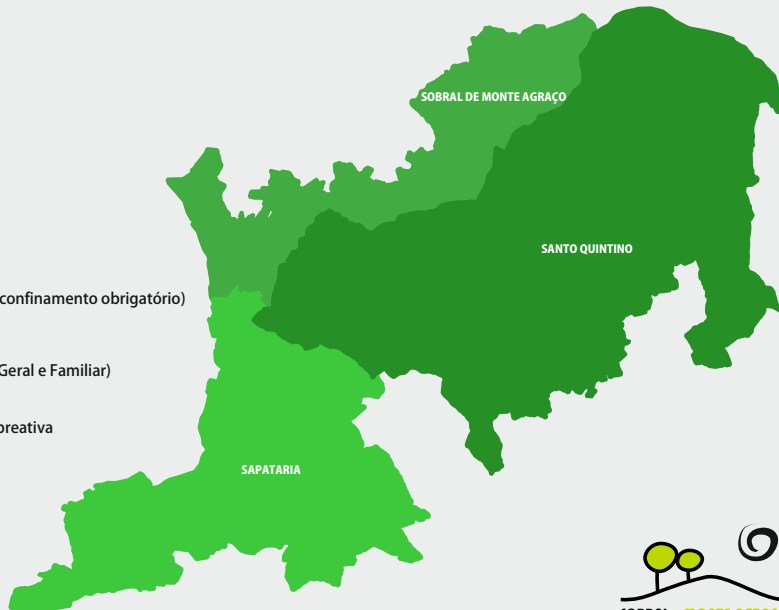 SOBRAL DE MONTE AGRAÇO
SANTO QUINTINO
confinamento obrigatório)
Geral e Familiar)
SAPATARIA